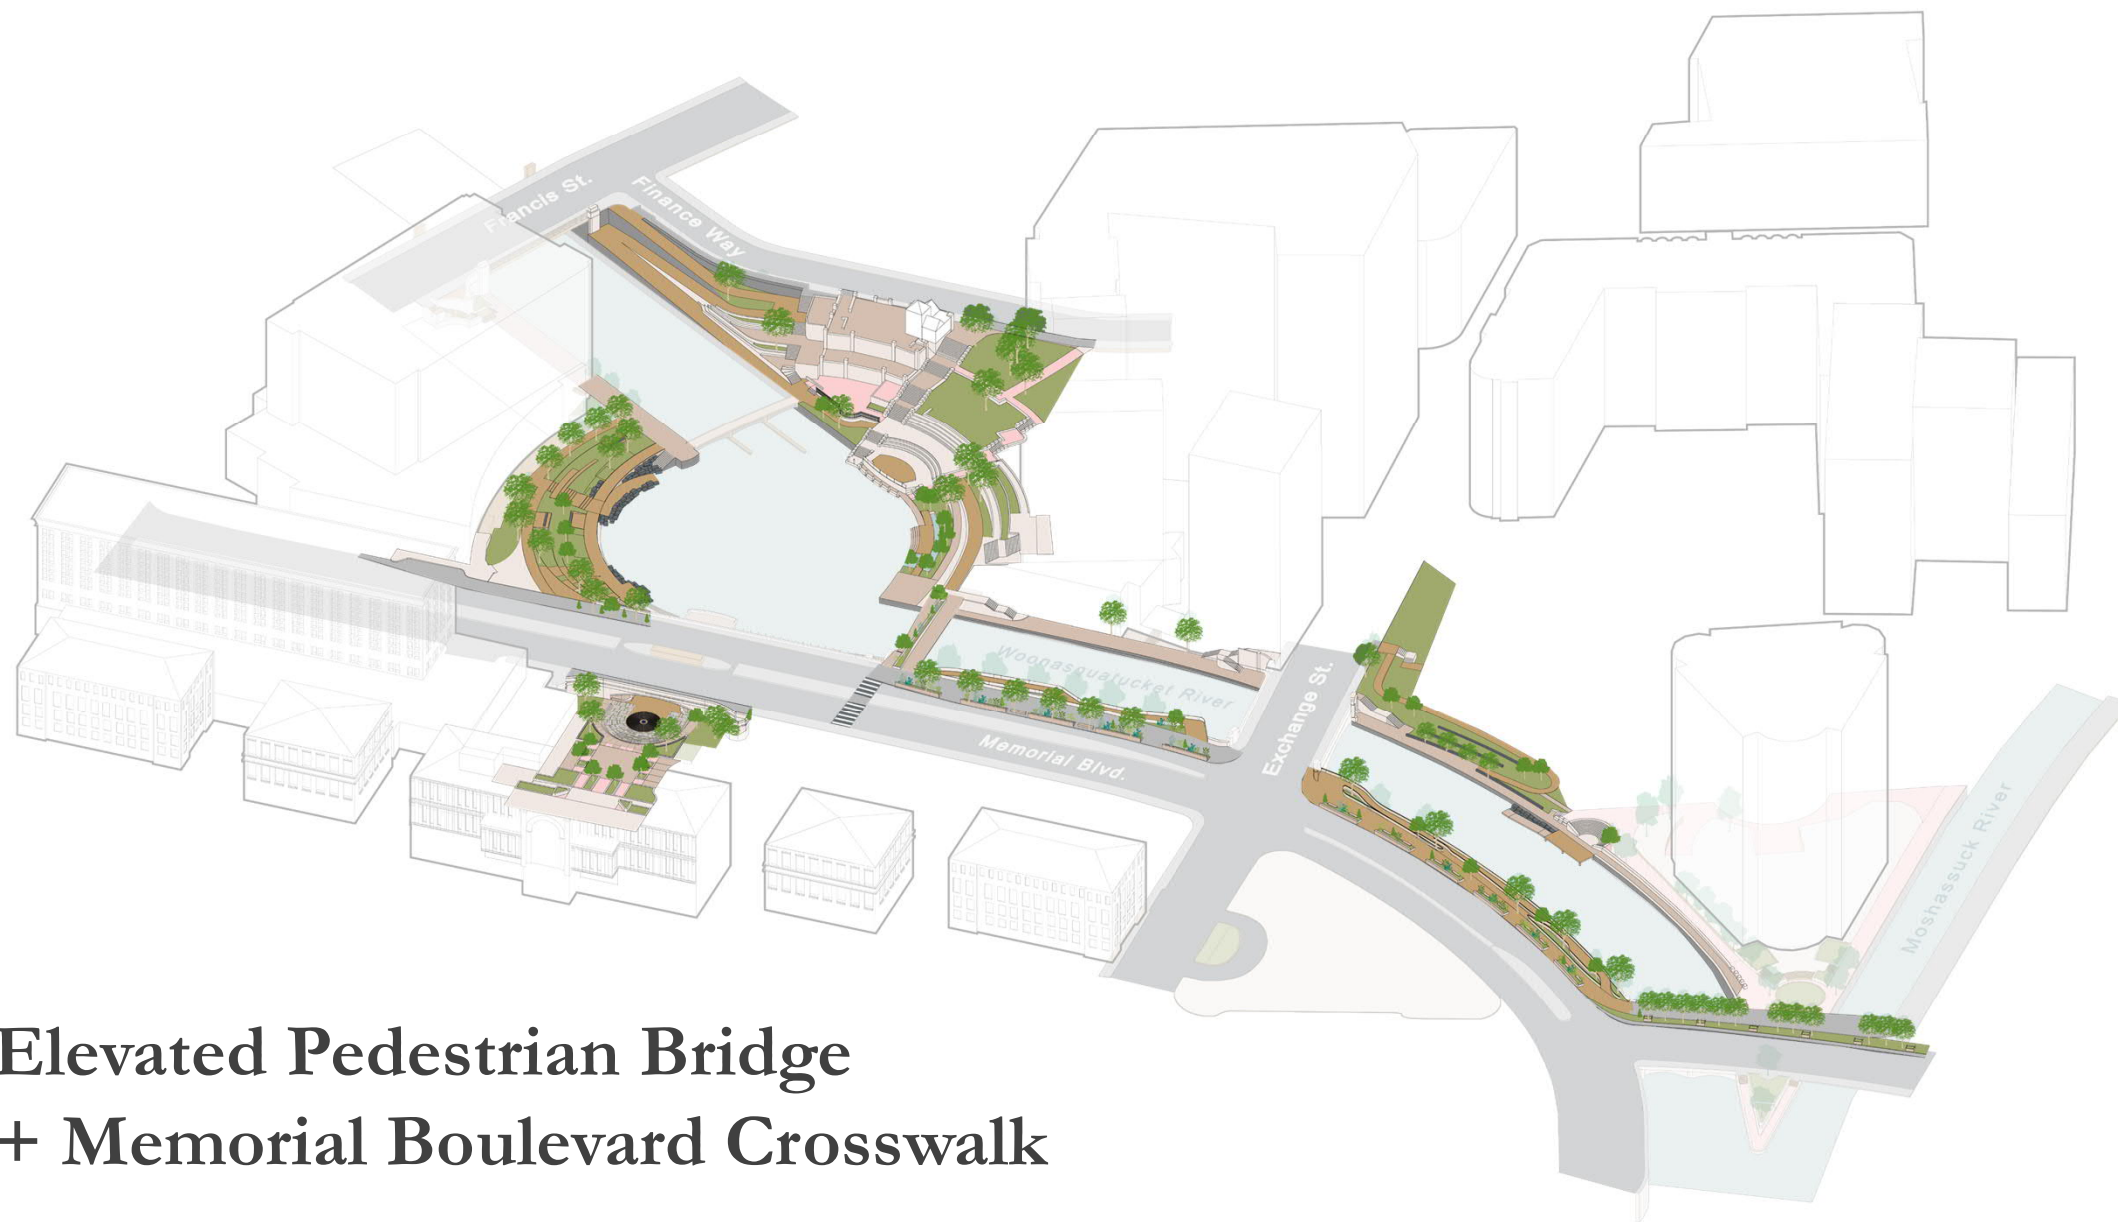 Francis St.
Finance Way
Woonasquatucket River
Exchange St.
Memorial Blvd.
Moshassuck River
Elevated Pedestrian Bridge
+ Memorial Boulevard Crosswalk